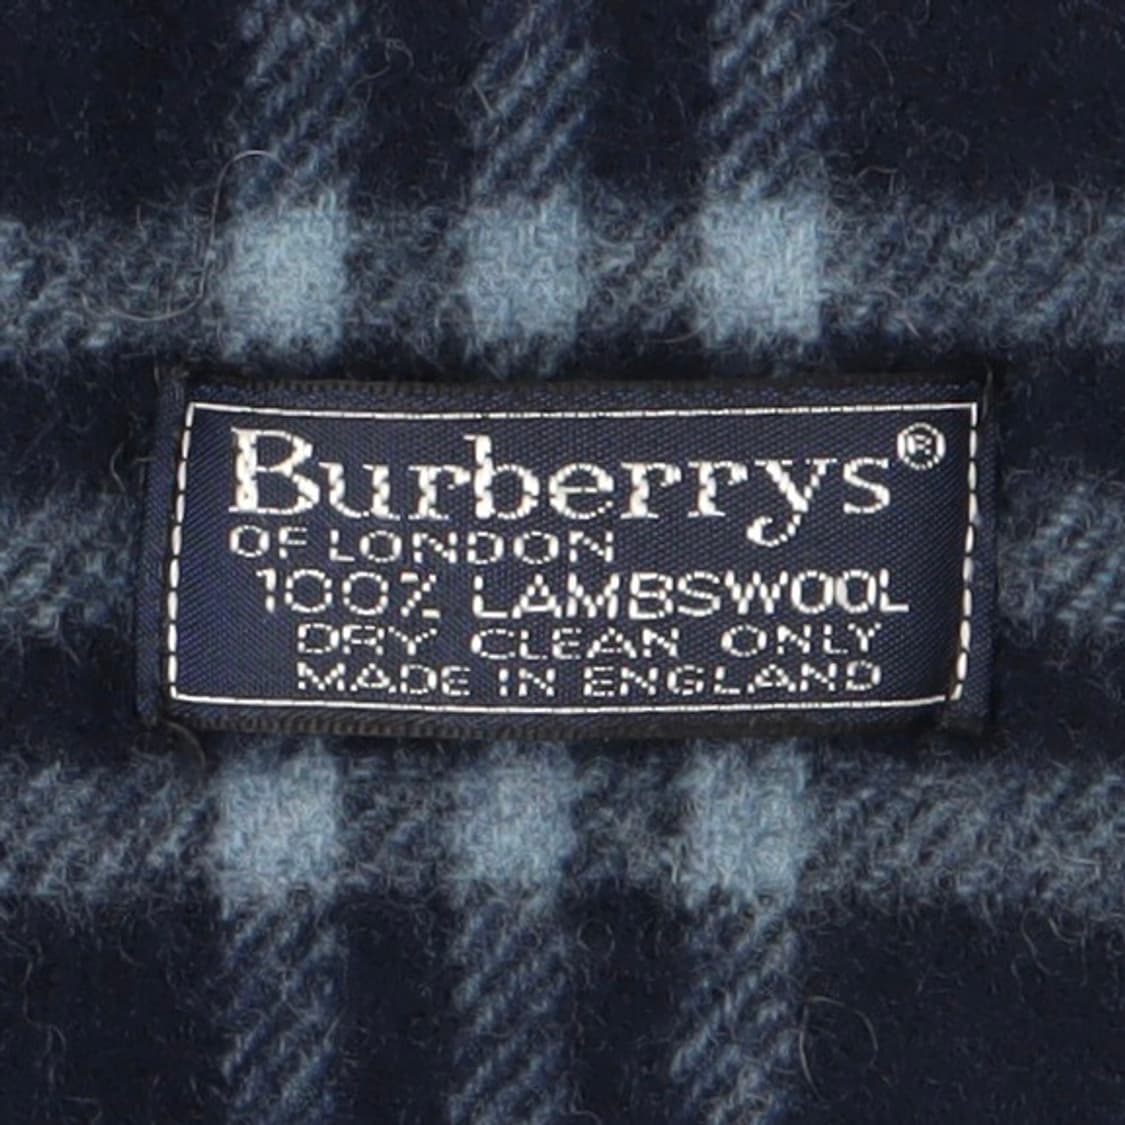 Burberrys®
OF LONDON
100% LAMBSWOOL
DRY CLEAN ONLY
MADE IN ENGLAND